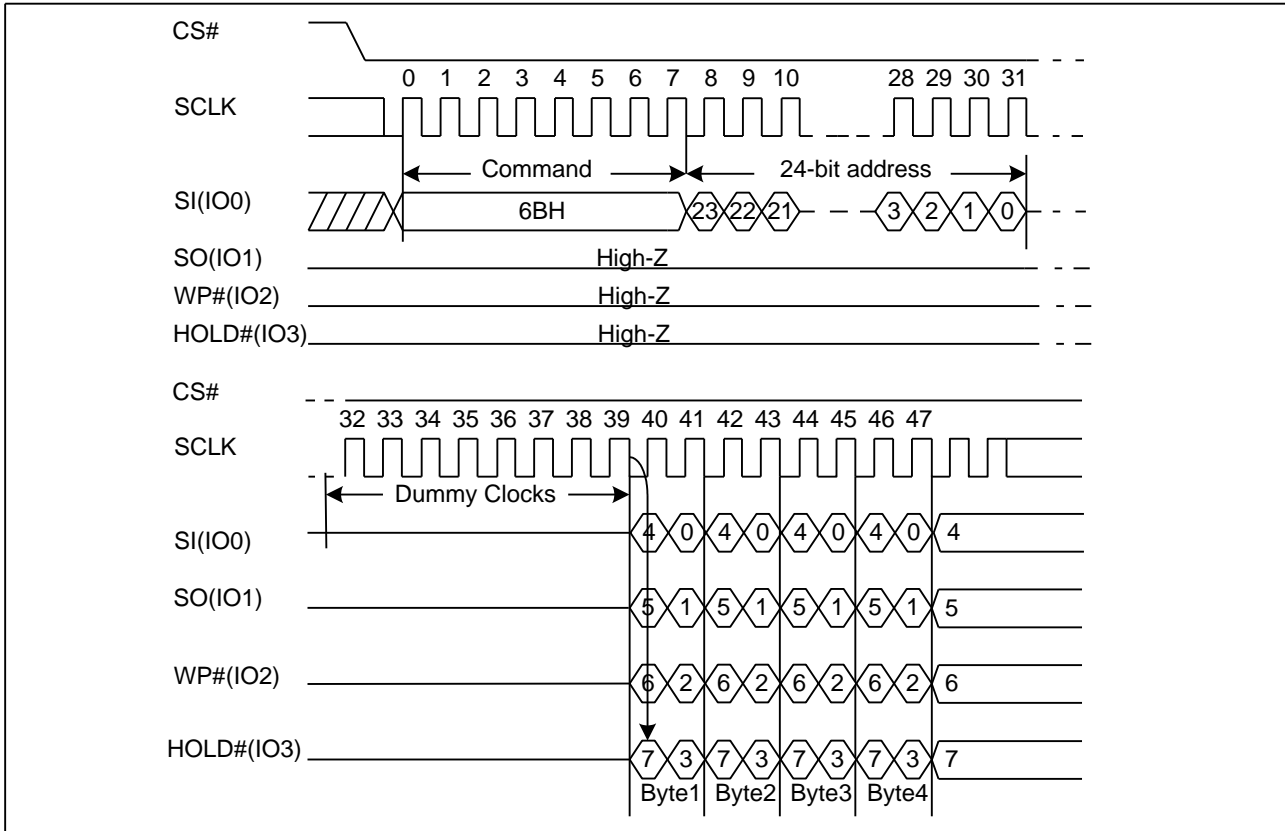 CS#
0 1 2 3 4 5 6 7 8 9 10 28 29 30 31
SCLK
Command 24-bit address
SI(IO0) 6BH 23 22 21 3 2 1 0
SO(IO1) High-Z
WP#(IO2) High-Z
HOLD#(IO3) High-Z
CS#
32 33 34 35 36 37 38 39 40 41 42 43 44 45 46 47
SCLK
Dummy Clocks
SI(IO0) 4 0 4 0 4 0 4 0 4
SO(IO1) 5 1 5 1 5 1 5 1 5
WP#(IO2) 6 2 6 2 6 2 6 2 6
HOLD#(IO3) 7 3 7 3 7 3 7 3 7
Byte1 Byte2 Byte3 Byte4